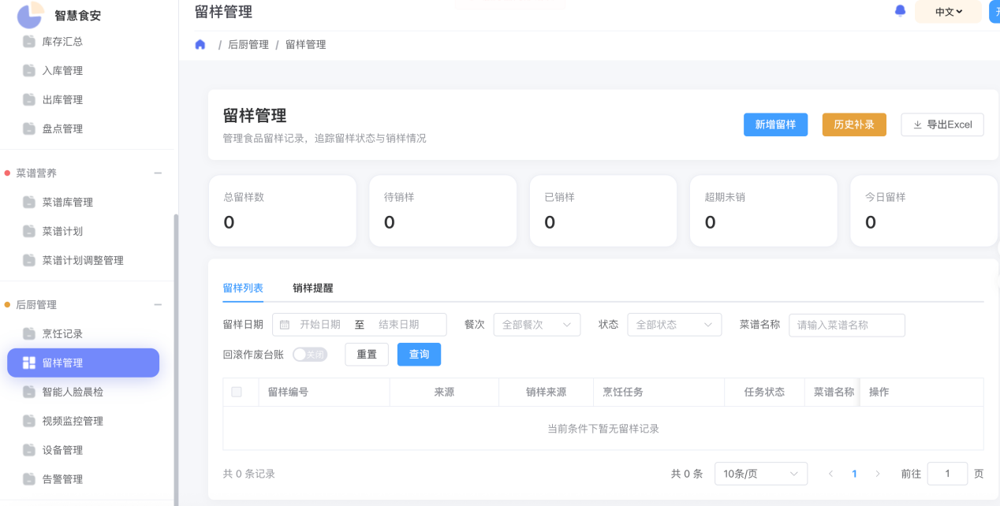 智慧食安
库存汇总
入库管理
出库管理
盘点管理
菜谱营养
菜谱库管理
菜谱计划
菜谱计划调整管理
后厨管理
烹饪记录
留样管理
智能人脸晨检
视频监控管理
设备管理
告警管理
留样管理
中文
/ 后厨管理 / 留样管理
留样管理
管理食品留样记录，追踪留样状态与销样情况
新增留样 历史补录 导出Excel
总留样数 待销样 已销样 超期未销 今日留样
0 0 0 0 0
留样列表 销样提醒
留样日期 开始日期 至 结束日期 餐次 全部餐次 状态 全部状态 菜谱名称 请输入菜谱名称
回滚作废台账 关闭 重置 查询
留样编号 来源 销样来源 烹饪任务 任务状态 菜谱名称 操作
当前条件下暂无留样记录
共 0 条记录 共 0 条 10条/页 1 前往 1 页